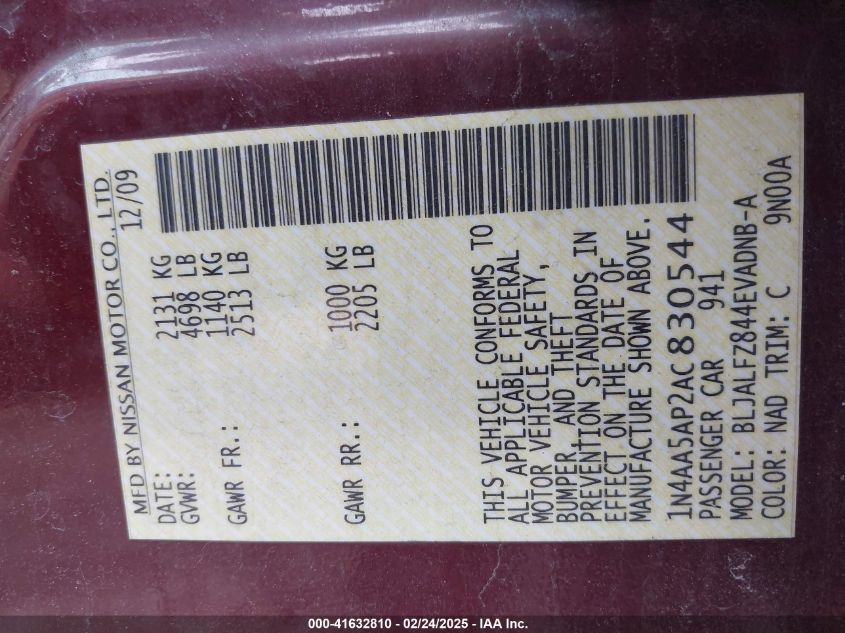 MFD BY NISSAN MOTOR CO., LTD.
DATE: 12/09
GVWR: 2131 KG
4698 LB
GAWR FR.: 1140 KG
2513 LB
GAWR RR.: 1000 KG
2205 LB
THIS VEHICLE CONFORMS TO
ALL APPLICABLE FEDERAL
MOTOR VEHICLE SAFETY,
BUMPER, AND THEFT
PREVENTION STANDARDS IN
EFFECT ON THE DATE OF
MANUFACTURE SHOWN ABOVE.
1N4AA5AP2AC830544
PASSENGER CAR 941
MODEL: BLJALFZ844EVADNB-A
COLOR: NAD TRIM: C 9N00A
000-41632810 - 02/24/2025 - IAA Inc.